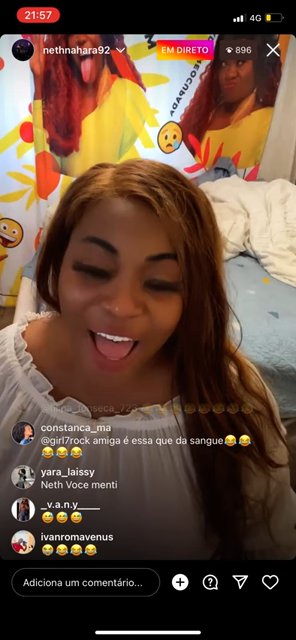 21:57
4G
nethnahara92
EM DIRETO
896
OCUPADA
constanca_ma
@girl7rock amiga é essa que da sangue😂😂
😂😂😂
yara_laissy
Neth Voce menti
_v.a.n.y____
😅😅😅
ivanromavenus
😭😂😂😂
Adiciona um comentário...